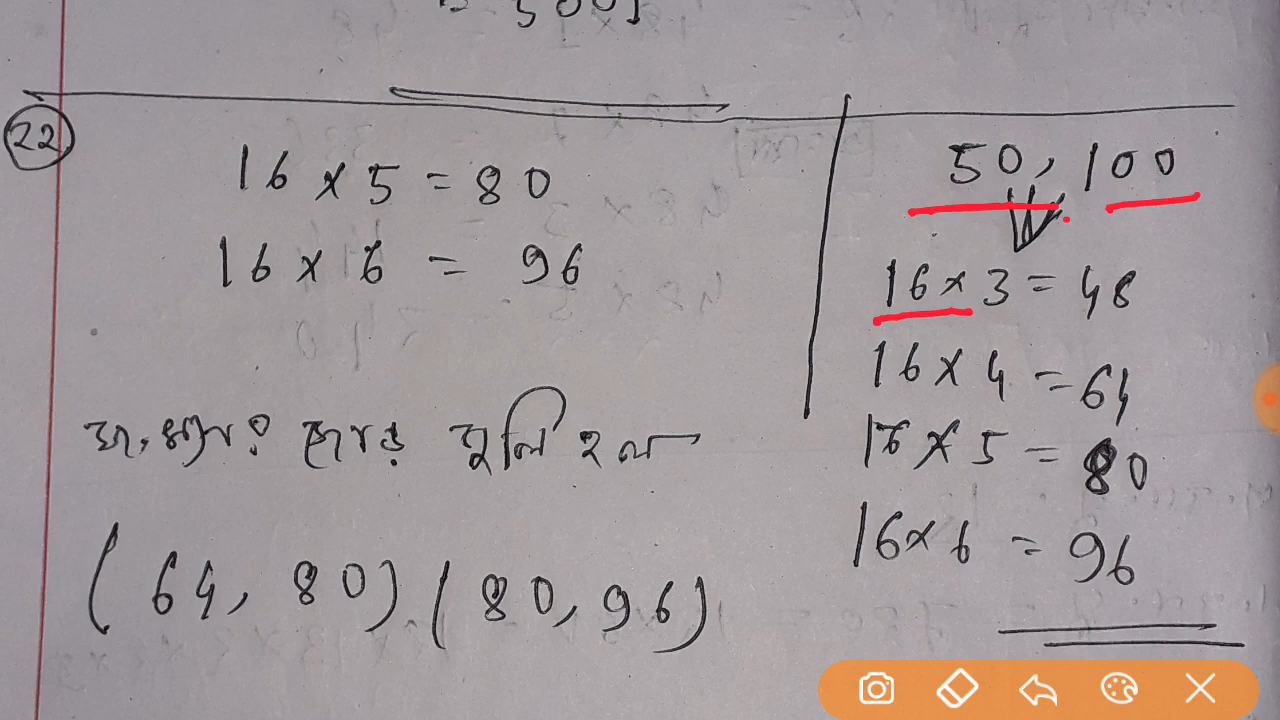 22
16 x 5 = 80
16 x 6 = 96
হল
(64, 80) (80, 96)
50, 100
16 x 3 = 48
16 x 4 = 64
16 x 5 = 80
16 x 6 = 96